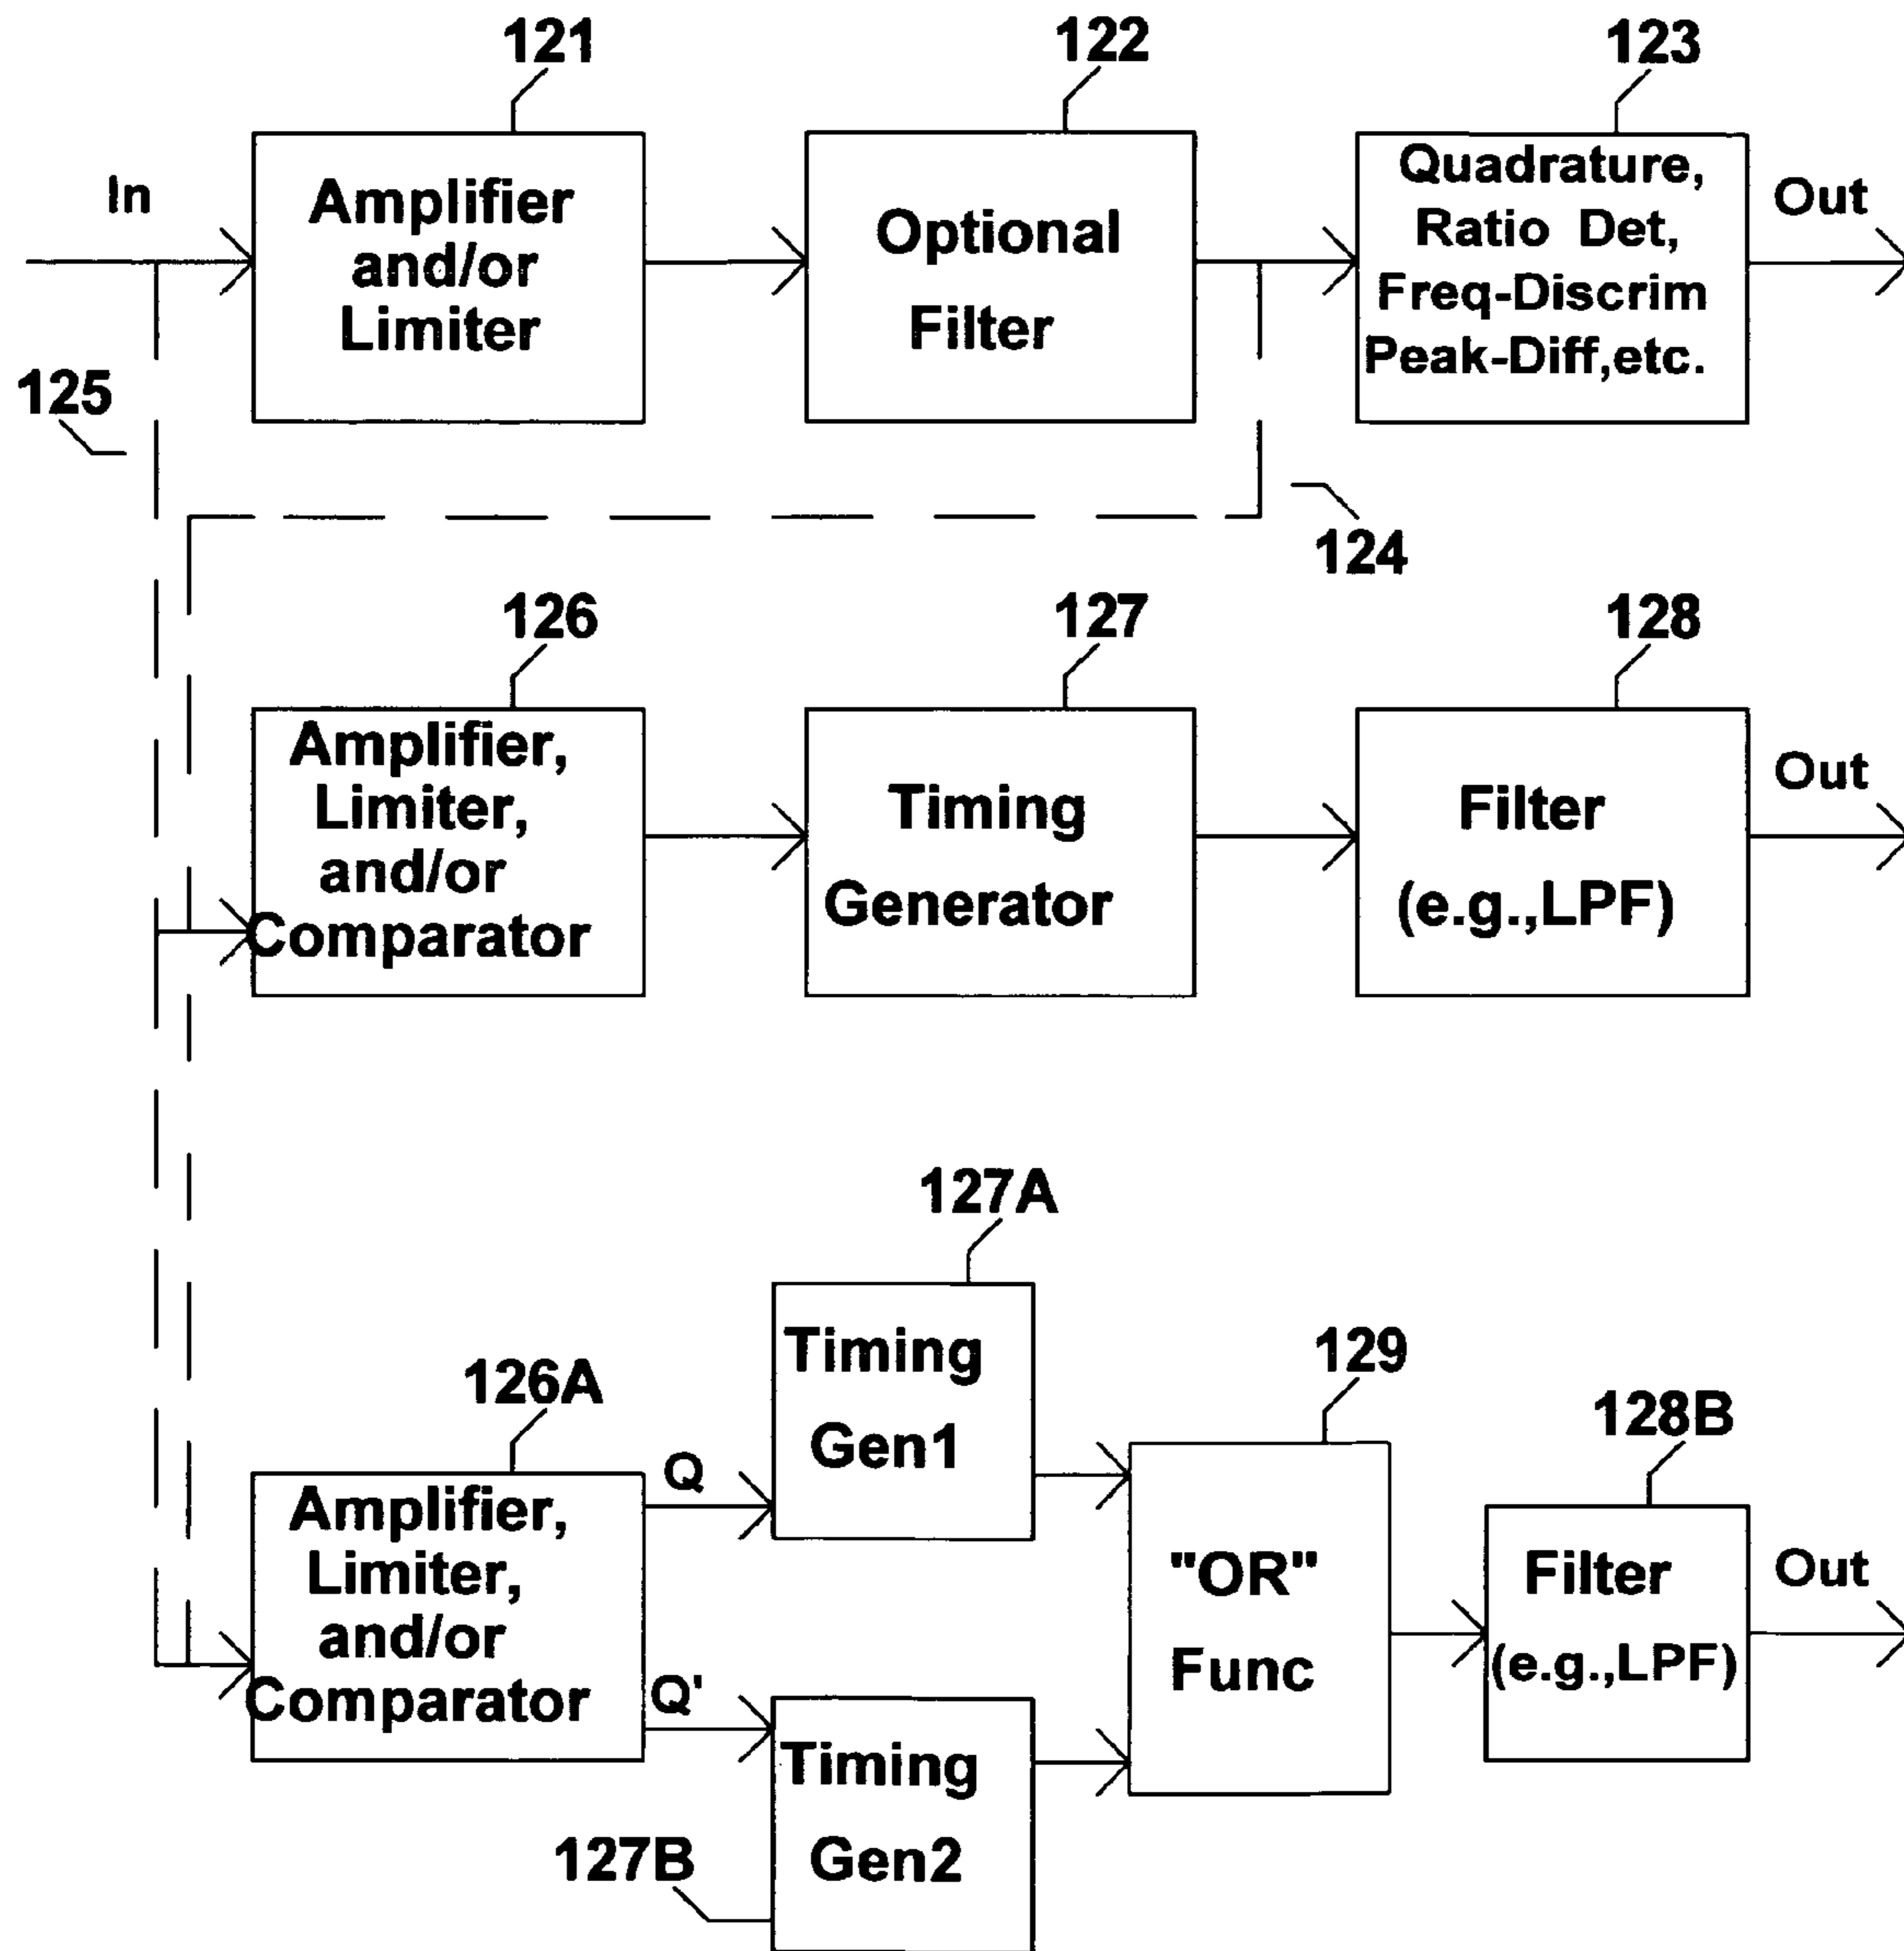 121
122
123
In
Amplifier
and/or
Limiter
Optional
Filter
Quadrature,
Ratio Det,
Freq-Discrim
Peak-Diff,etc.
Out
125
124
126
127
128
Amplifier,
Limiter,
and/or
Comparator
Timing
Generator
Filter
(e.g.,LPF)
Out
127A
Timing
Gen1
126A
129
128B
Amplifier,
Limiter,
and/or
Comparator
Q
Q'
"OR"
Func
Filter
(e.g.,LPF)
Out
Timing
Gen2
127B